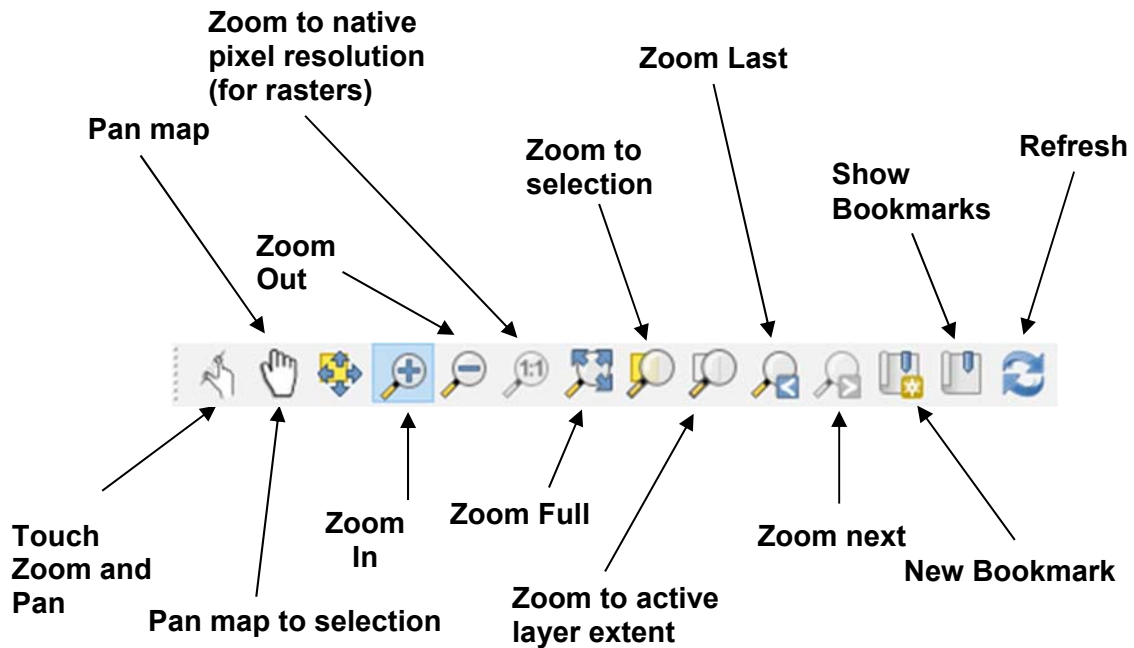 Zoom to native
pixel resolution
(for rasters)
Zoom Last
Pan map
Zoom to
selection
Refresh
Show
Bookmarks
Zoom
Out
1:1
Touch
Zoom and
Pan
Pan map to selection
Zoom
In
Zoom Full
Zoom to active
layer extent
Zoom next
New Bookmark